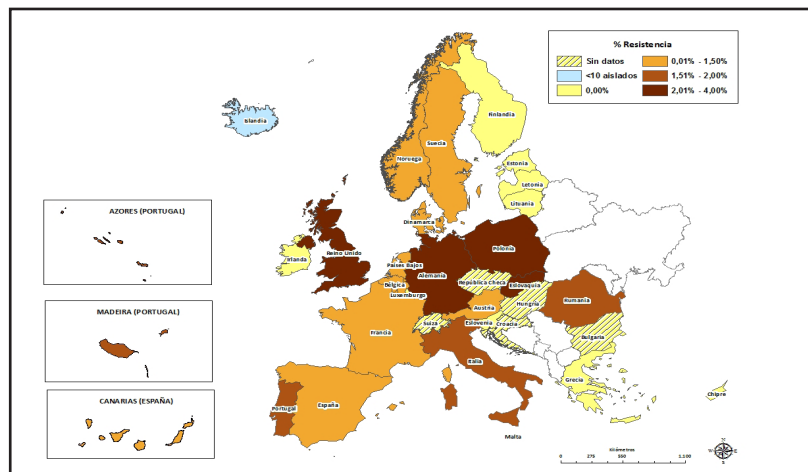 % Resistencia
Sin datos
<10 aislados
0,00%
0,01% - 1,50%
1,51% - 2,00%
2,01% - 4,00%
Islandia
Finlandia
Suecia
Noruega
Estonia
Letonia
Lituania
Dinamarca
Irlanda
Reino Unido
Países Bajos
Polonia
Alemania
Bélgica
República Checa
Luxemburgo
Eslovaquia
Austria
Hungría
Rumania
Suiza
Eslovenia
Croacia
Francia
Bulgaria
Italia
Grecia
Portugal
España
Chipre
Malta
AZORES (PORTUGAL)
MADEIRA (PORTUGAL)
CANARIAS (ESPAÑA)
Kilómetros
0 275 550 1.100
N
W E
S